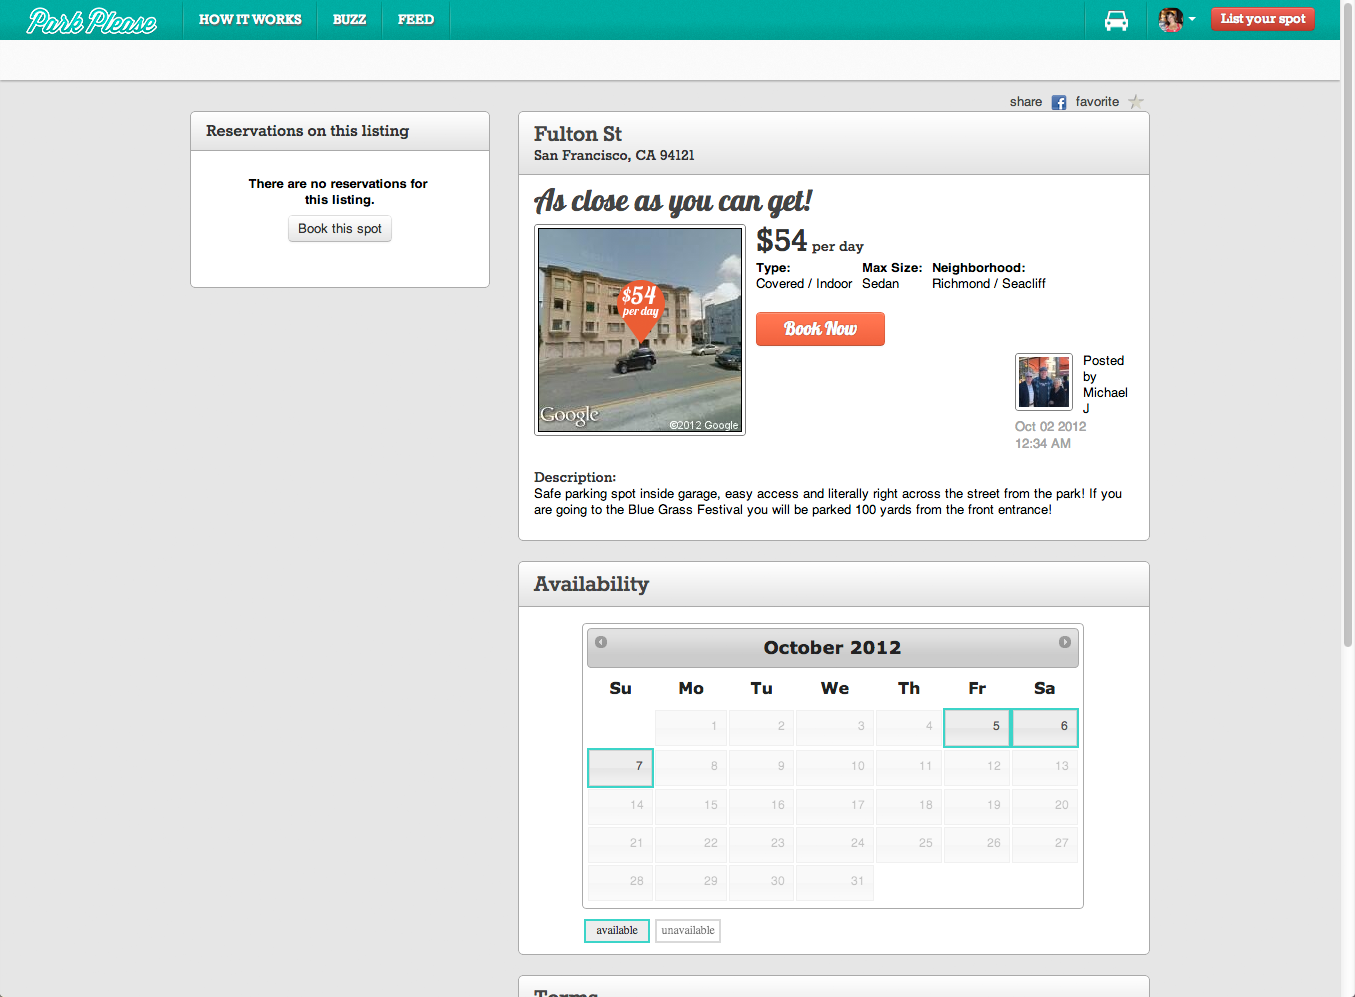 Park Please
HOW IT WORKS
BUZZ
FEED
List your spot
share
favorite
Reservations on this listing
There are no reservations for
this listing.
Book this spot
Fulton St
San Francisco, CA 94121
As close as you can get!
$54
per day
Google
©2012 Google
$54 per day
Type: Max Size: Neighborhood:
Covered / Indoor Sedan Richmond / Seacliff
Book Now
Posted
by
Michael
J
Oct 02 2012
12:34 AM
Description:
Safe parking spot inside garage, easy access and literally right across the street from the park! If you
are going to the Blue Grass Festival you will be parked 100 yards from the front entrance!
Availability
October 2012
Su Mo Tu We Th Fr Sa
1 2 3 4 5 6
7 8 9 10 11 12 13
14 15 16 17 18 19 20
21 22 23 24 25 26 27
28 29 30 31
available unavailable
Terms